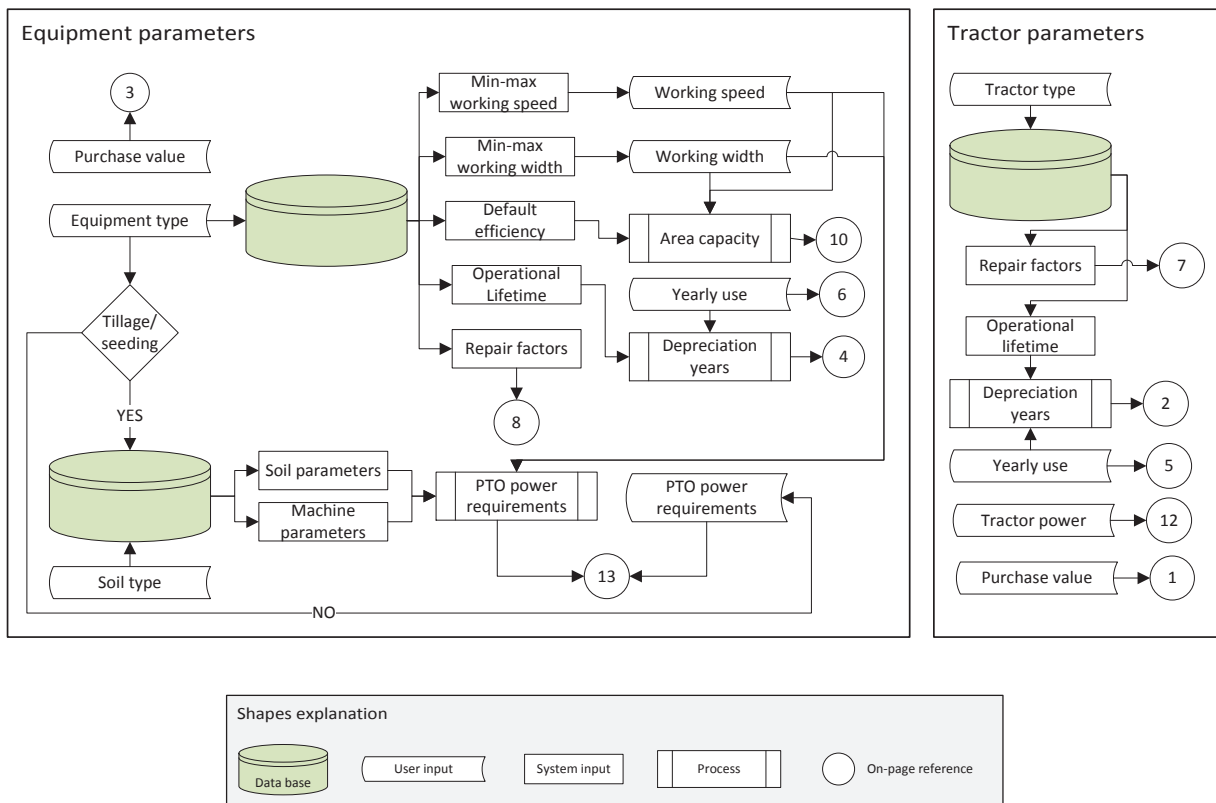 Equipment parameters
3
Purchase value
Equipment type
Tillage/
seeding
YES
Soil type
NO
Min-max
working speed
Min-max
working width
Default
efficiency
Operational
Lifetime
Repair factors
8
Working speed
Working width
Area capacity
10
Yearly use
6
Depreciation
years
4
Soil parameters
Machine
parameters
PTO power
requirements
PTO power
requirements
13
Tractor parameters
Tractor type
Repair factors
7
Operational
lifetime
Depreciation
years
2
Yearly use
5
Tractor power
12
Purchase value
1
Shapes explanation
Data base
User input
System input
Process
On-page reference